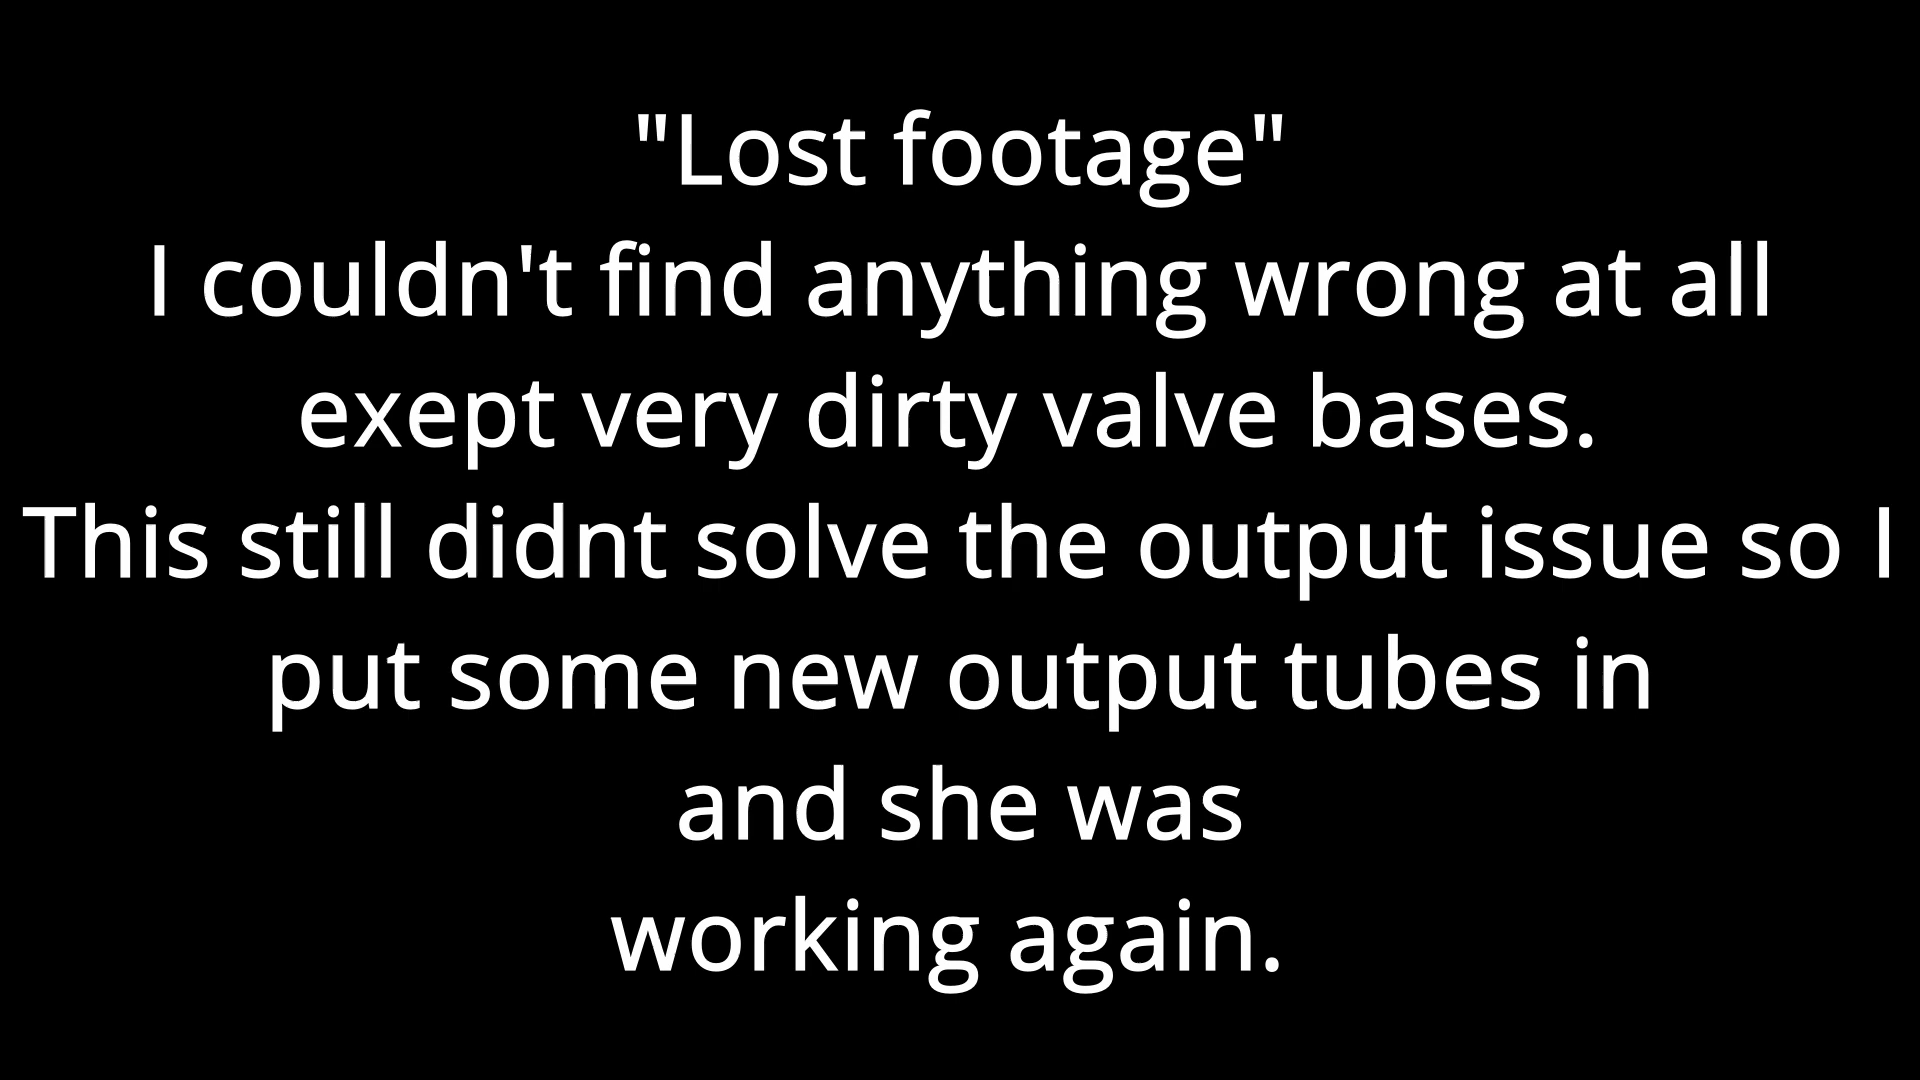 "Lost footage"
I couldn't find anything wrong at all
exept very dirty valve bases.
This still didnt solve the output issue so I
put some new output tubes in
and she was
working again.